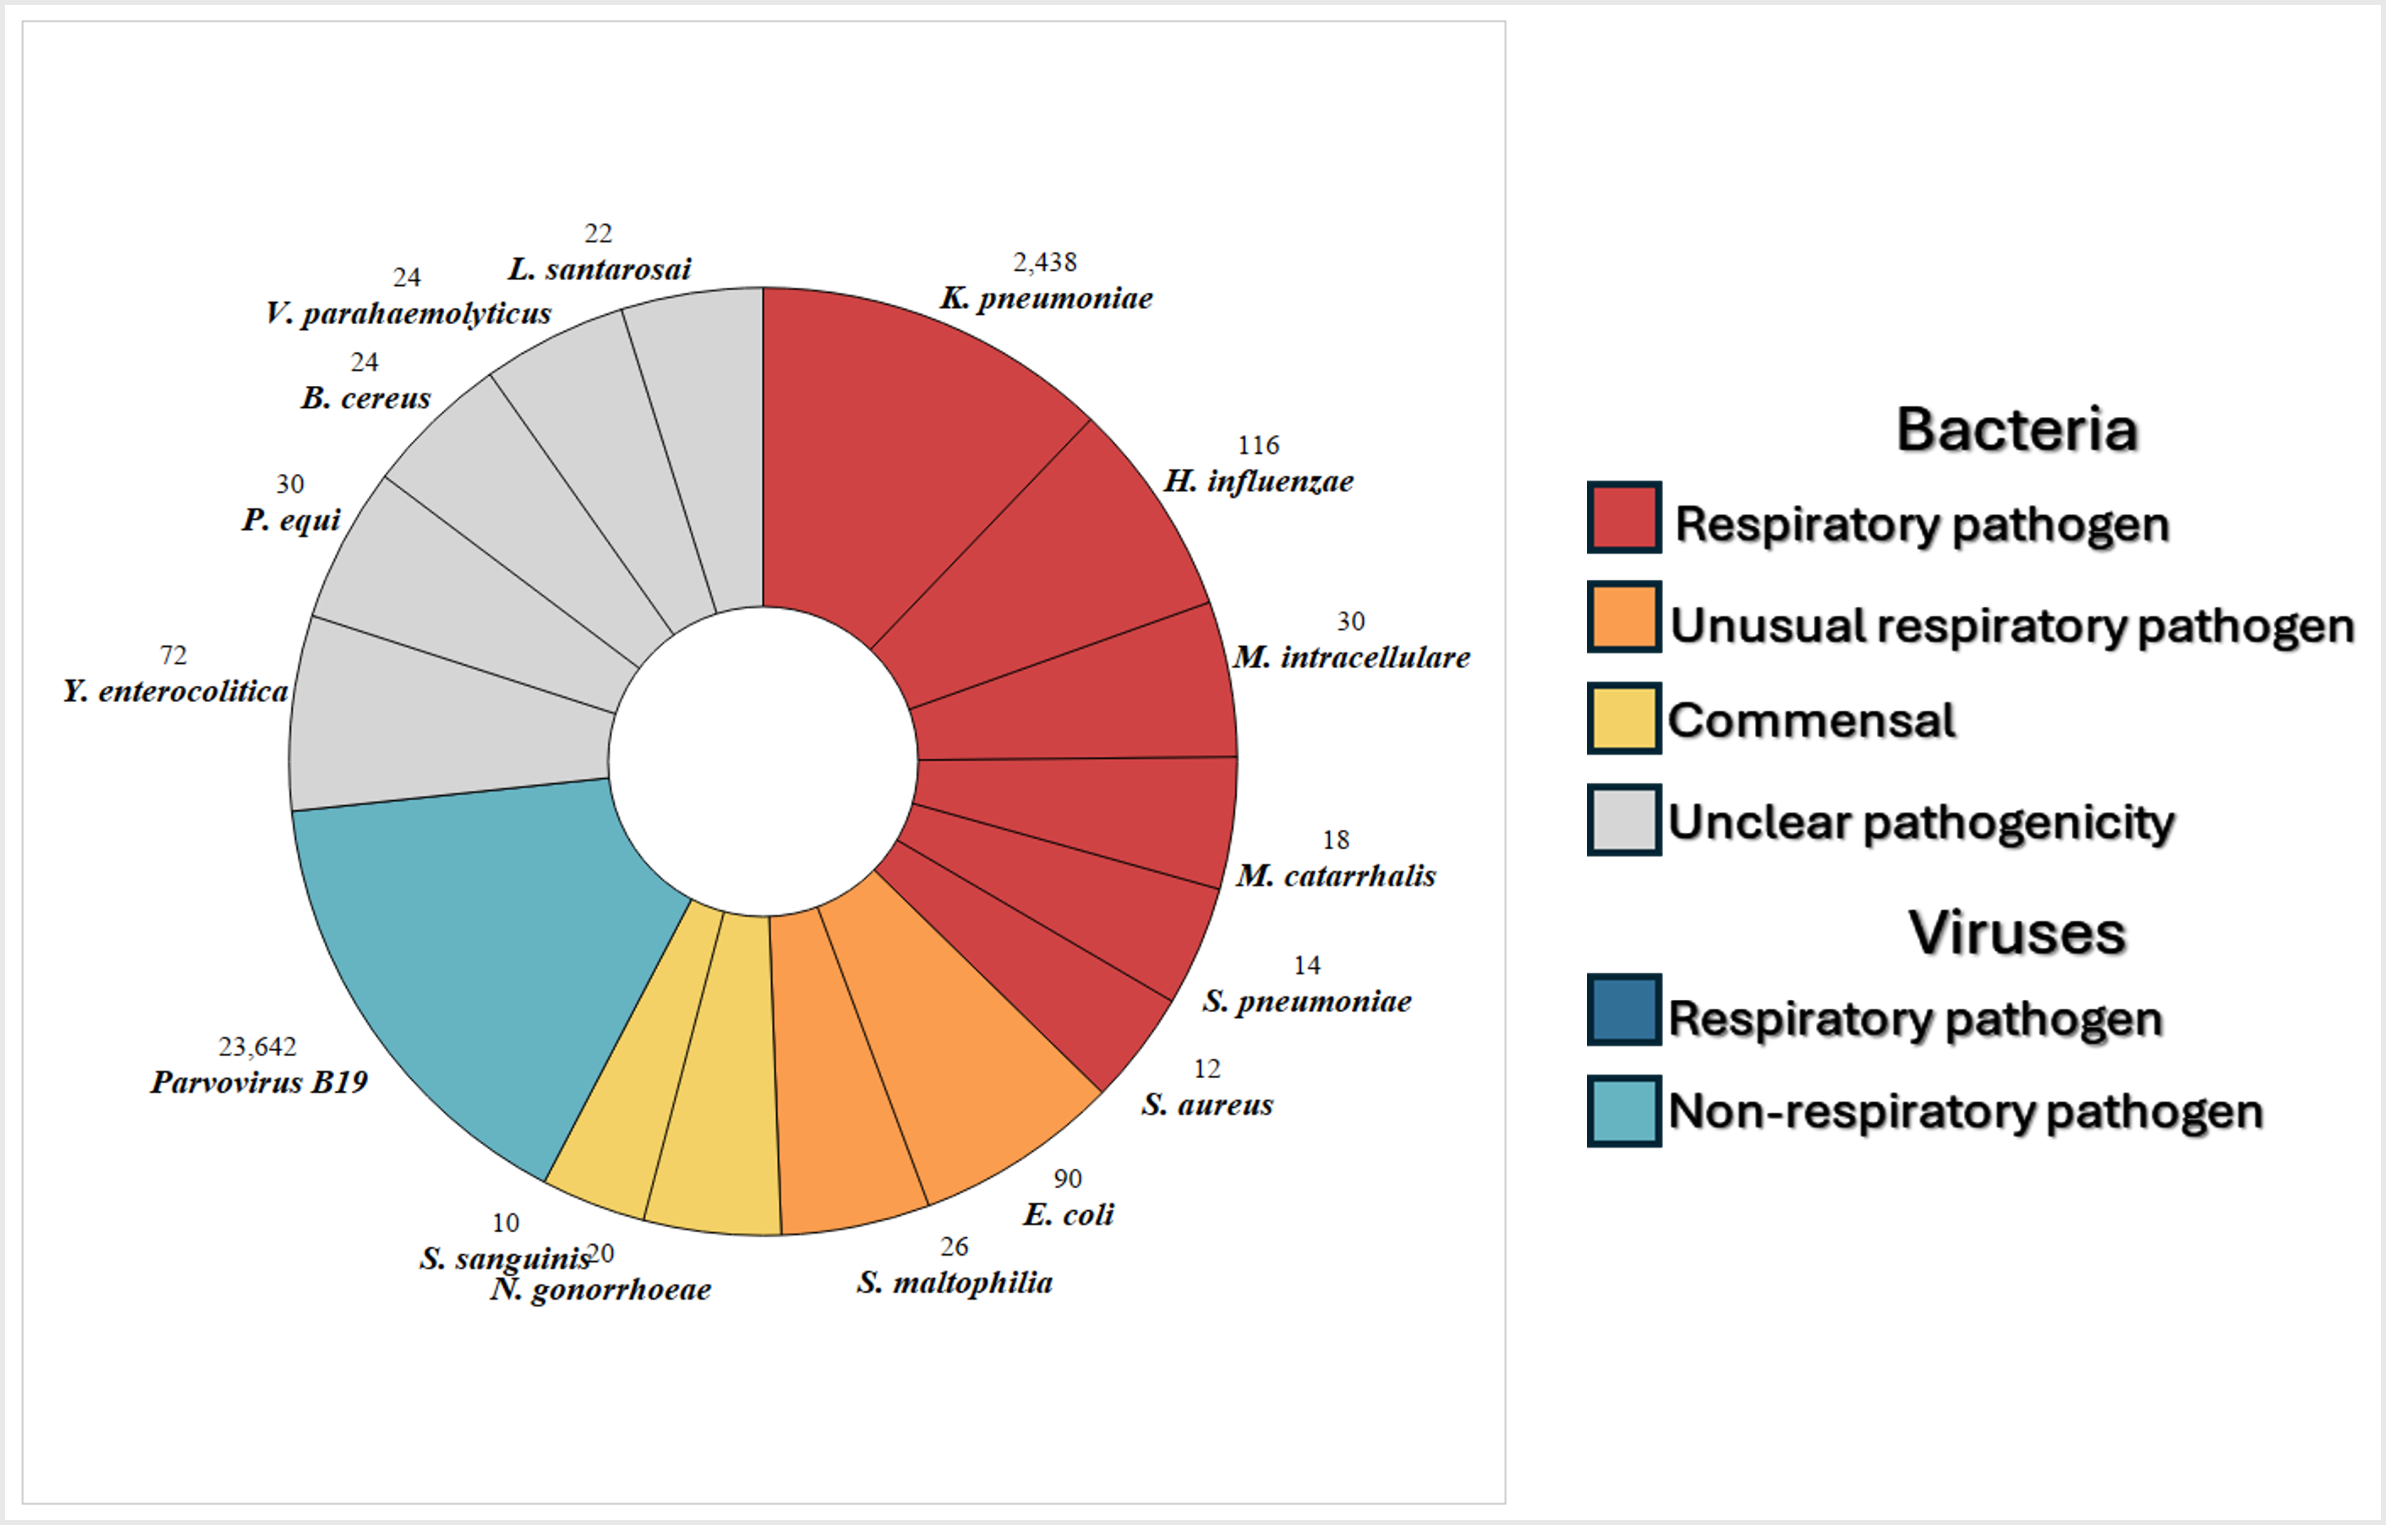 22
L. santarosai
24
V. parahaemolyticus
24
B. cereus
30
P. equi
72
Y. enterocolitica
23,642
Parvovirus B19
10
S. sanguinis
20
N. gonorrhoeae
26
S. maltophilia
90
E. coli
12
S. aureus
14
S. pneumoniae
18
M. catarrhalis
30
M. intracellulare
116
H. influenzae
2,438
K. pneumoniae
Bacteria
Respiratory pathogen
Unusual respiratory pathogen
Commensal
Unclear pathogenicity
Viruses
Respiratory pathogen
Non-respiratory pathogen